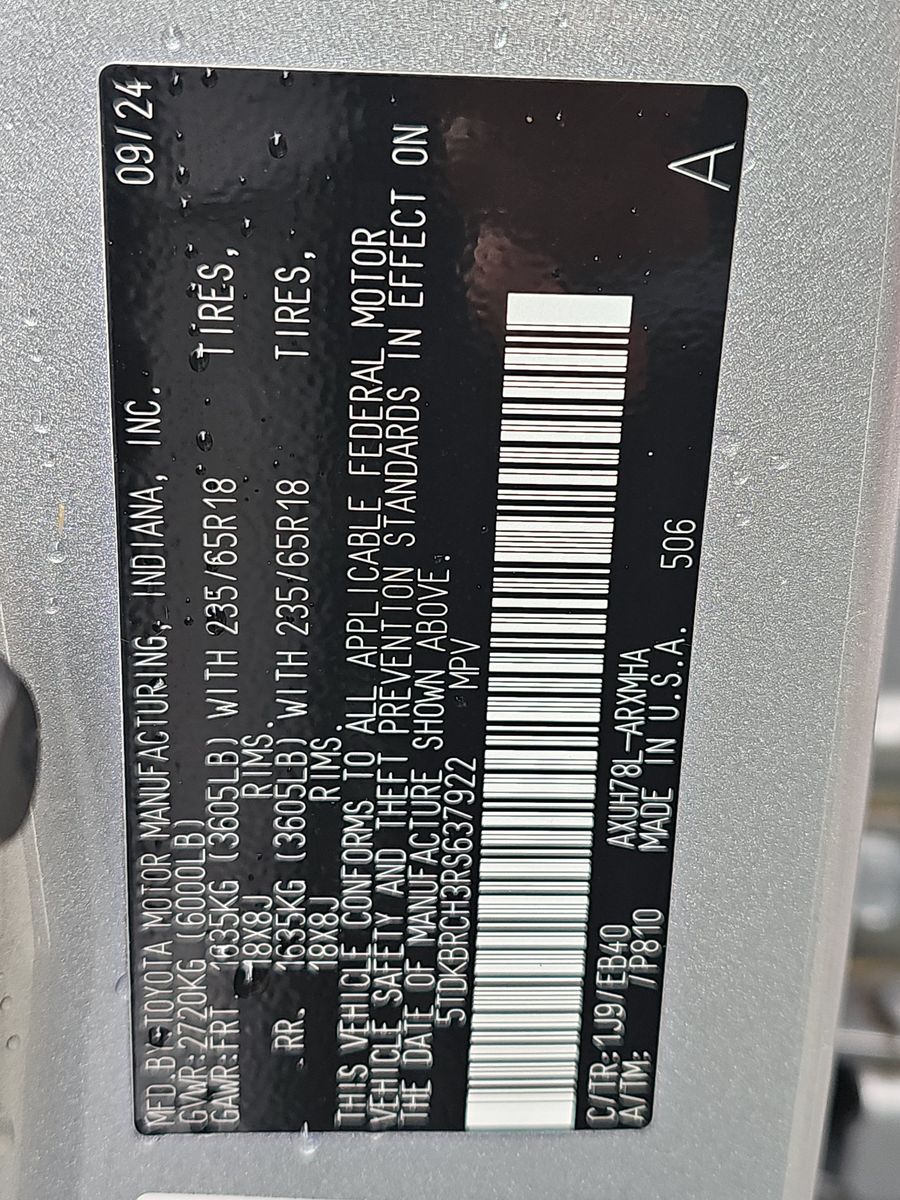 MFD.BY:TOYOTA MOTOR MANUFACTURING, INDIANA, INC. 09/24
GVWR:2720KG (6000LB)
GAWR:FRT 1635KG (3605LB) WITH 235/65R18 TIRES,
18X8J RIMS.
RR. 1635KG (3605LB) WITH 235/65R18 TIRES,
18X8J RIMS.
THIS VEHICLE CONFORMS TO ALL APPLICABLE FEDERAL MOTOR
VEHICLE SAFETY AND THEFT PREVENTION STANDARDS IN EFFECT ON
THE DATE OF MANUFACTURE SHOWN ABOVE.
5TDKBRCH3RS637922 MPV
C/TR:1J9/EB40 AXUH78L-ARXMHA
A/TM: /P810 MADE IN U.S.A. 506 A